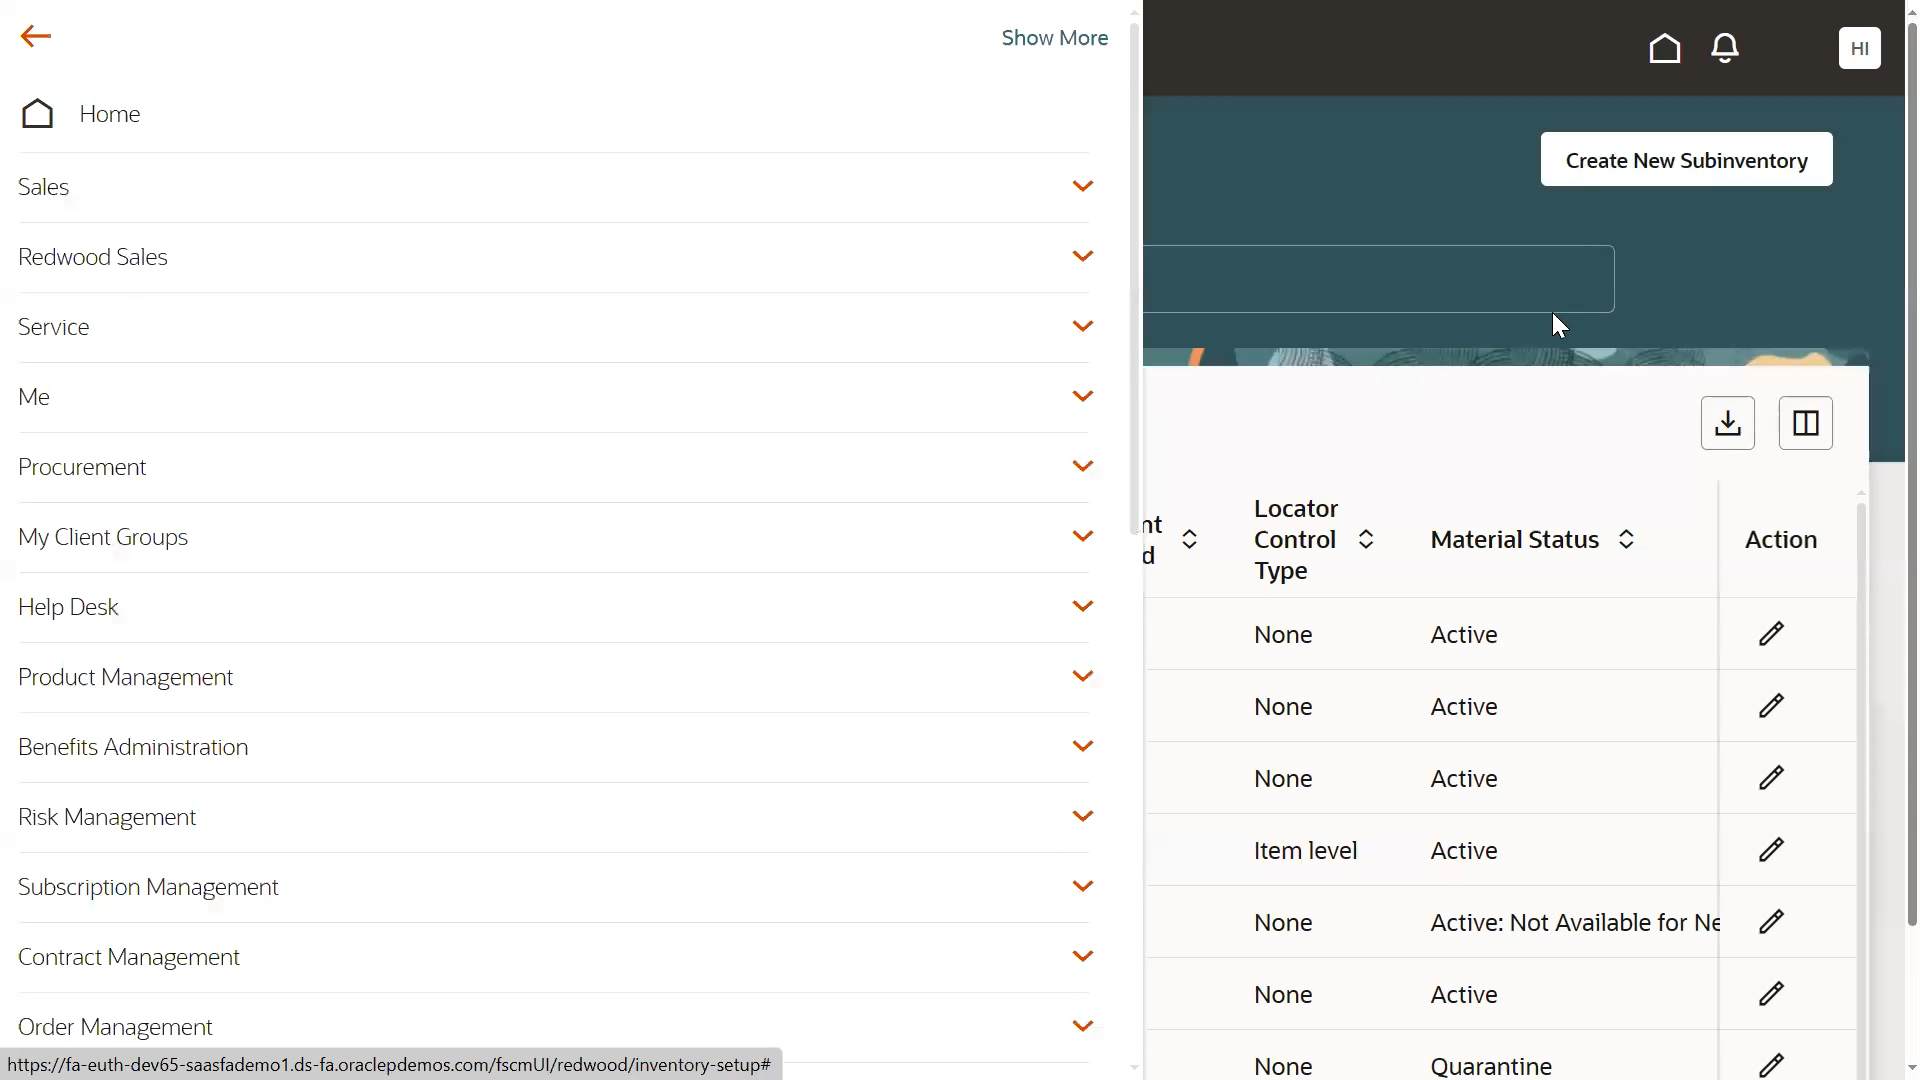 Show More
HI
Home
Sales
Create New Subinventory
Redwood Sales
Service
Me
Procurement
My Client Groups
Help Desk
Product Management
Benefits Administration
Risk Management
Subscription Management
Contract Management
Order Management
nt
d
Locator
Control
Type
Material Status
Action
None Active
None Active
None Active
Item level Active
None Active: Not Available for Ne
None Active
None Quarantine
https://fa-euth-dev65-saasfademo1.ds-fa.oraclepdemos.com/fscmUI/redwood/inventory-setup#